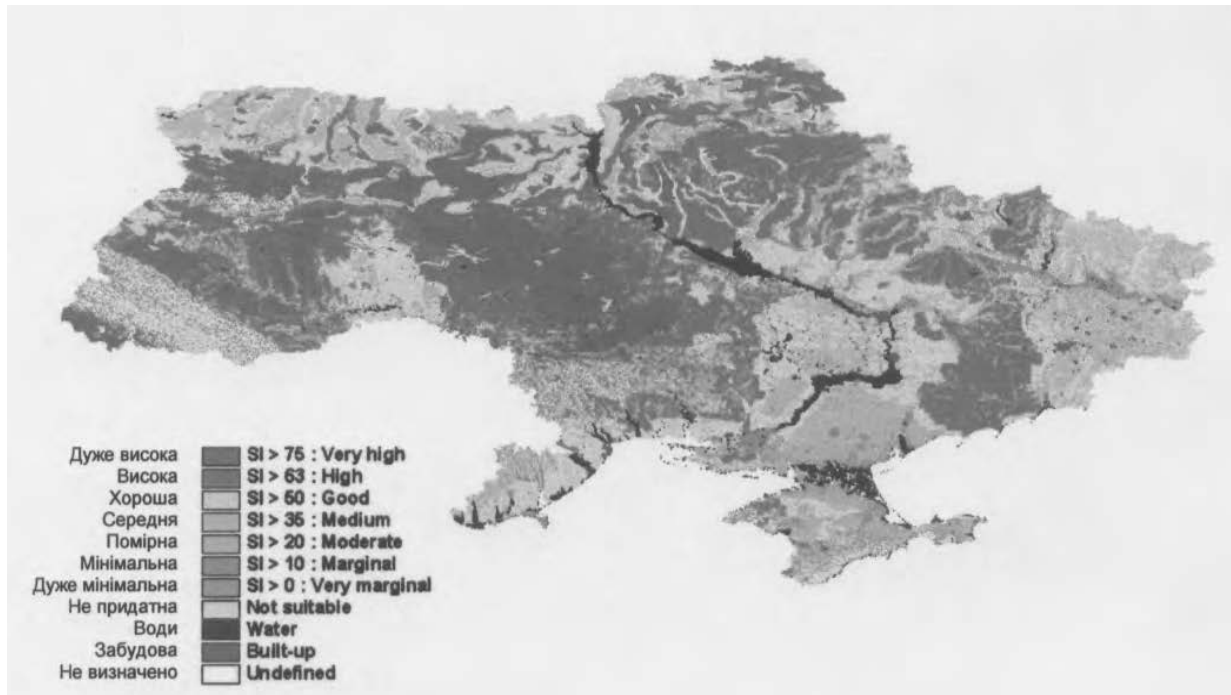 Дуже висока SI > 75 : Very high
Висока SI > 63 : High
Хороша SI > 50 : Good
Середня SI > 35 : Medium
Помірна SI > 20 : Moderate
Мінімальна SI > 10 : Marginal
Дуже мінімальна SI > 0 : Very marginal
Не придатна Not suitable
Води Water
Забудова Built-up
Не визначено Undefined